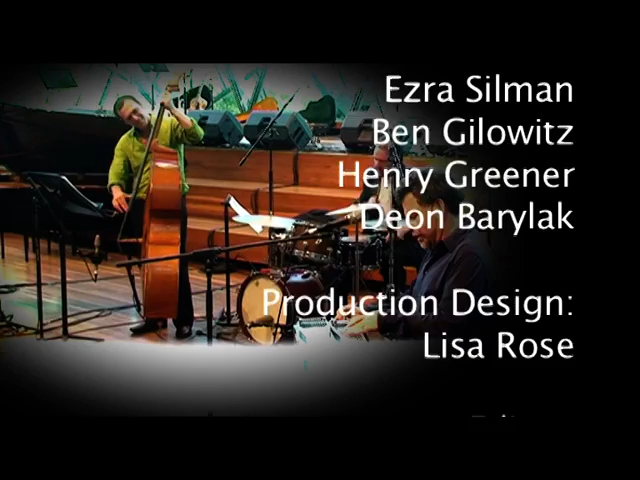 Ezra Silman
Ben Gilowitz
Henry Greener
Deon Barylak
Production Design:
Lisa Rose